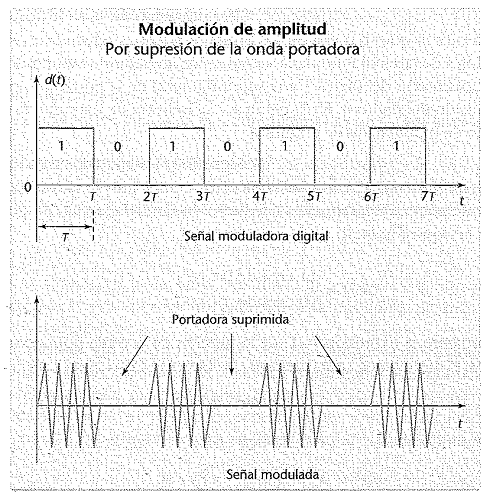 Modulación de amplitud
Por supresión de la onda portadora
d(t)
1 0 1 0 1 0 1
0
T 2T 3T 4T 5T 6T 7T t
T
Señal moduladora digital
Portadora suprimida
t
Señal modulada